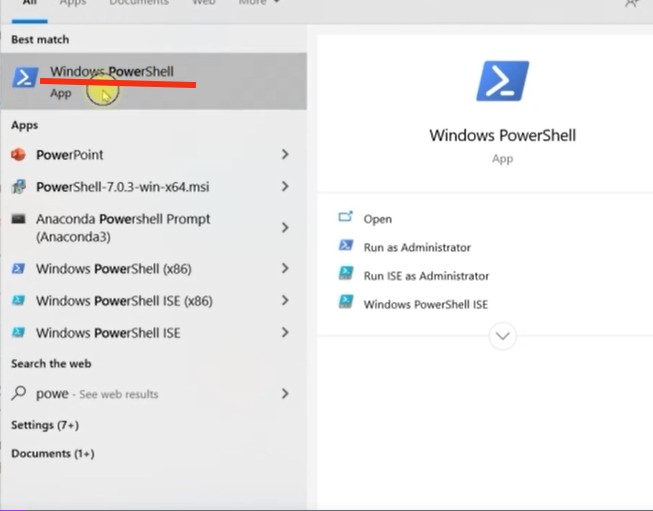 All Apps Documents Web More
Best match
Windows PowerShell
App
Apps
PowerPoint
PowerShell-7.0.3-win-x64.msi
Anaconda Powershell Prompt
(Anaconda3)
Windows PowerShell (x86)
Windows PowerShell ISE (x86)
Windows PowerShell ISE
Search the web
powe - See web results
Settings (7+)
Documents (1+)
Windows PowerShell
App
Open
Run as Administrator
Run ISE as Administrator
Windows PowerShell ISE